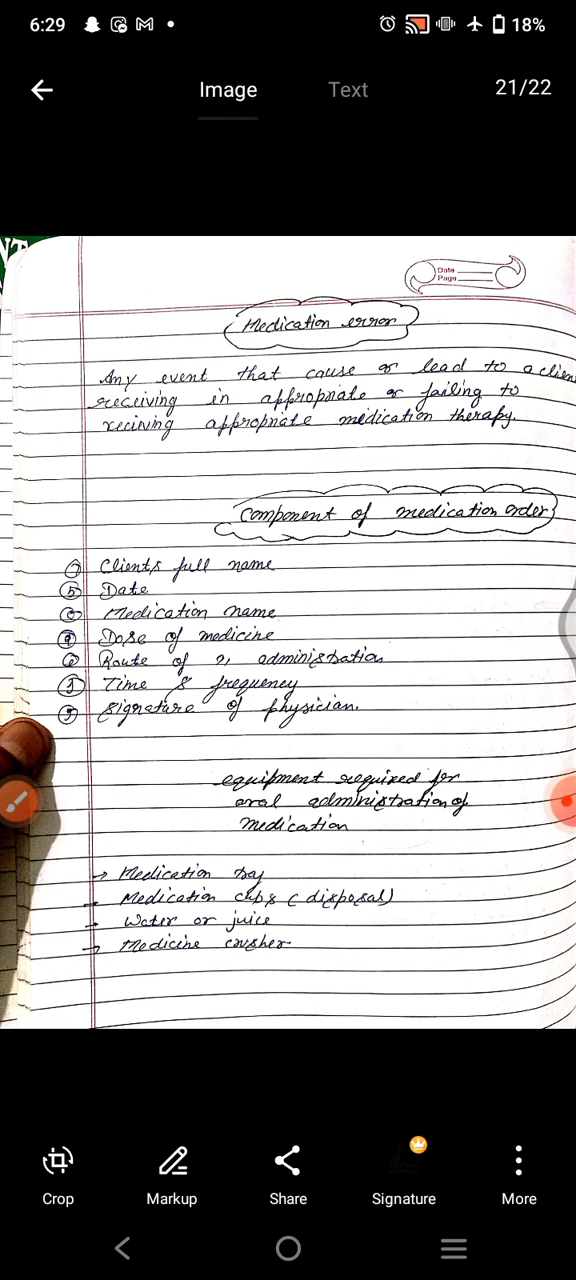 6:29 18%
Image Text 21/22
NT
Date
Page
Medication error
Any event that cause or lead to a clien
receiving in appropriate or failing to
reciving appropriate medication therapy.
Component of medication order
Clients full name
b Date
c Medication name
d Dose of medicine
e Route of " administration
f Time & frequency
g Signature of physician.
equipment required for
oral administration of
medication
→ Medication tray
→ Medication cups (disposal)
→ Water or juice
→ Medicine crusher
Crop Markup Share Signature More